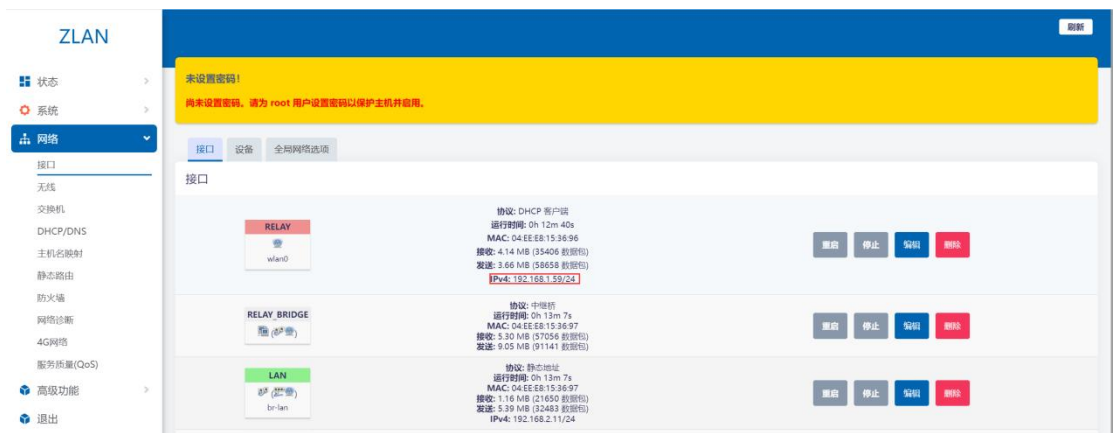 ZLAN
刷新
状态
系统
网络
接口
无线
交换机
DHCP/DNS
主机名映射
静态路由
防火墙
网络诊断
4G网络
服务质量(QoS)
高级功能
退出
未设置密码！
尚未设置密码。请为 root 用户设置密码以保护主机并启用。
接口 设备 全局网络选项
接口
RELAY
wlan0
协议: DHCP 客户端
运行时间: 0h 12m 40s
MAC: 04:EE:E8:15:36:96
接收: 4.14 MB (35406 数据包)
发送: 3.66 MB (58658 数据包)
IPv4: 192.168.1.59/24
重启 停止 编辑 删除
RELAY_BRIDGE
协议: 中继桥
运行时间: 0h 13m 7s
MAC: 04:EE:E8:15:36:97
接收: 5.30 MB (57056 数据包)
发送: 9.05 MB (91141 数据包)
重启 停止 编辑 删除
LAN
br-lan
协议: 静态地址
运行时间: 0h 13m 7s
MAC: 04:EE:E8:15:36:97
接收: 1.16 MB (21650 数据包)
发送: 5.39 MB (32483 数据包)
IPv4: 192.168.2.11/24
重启 停止 编辑 删除